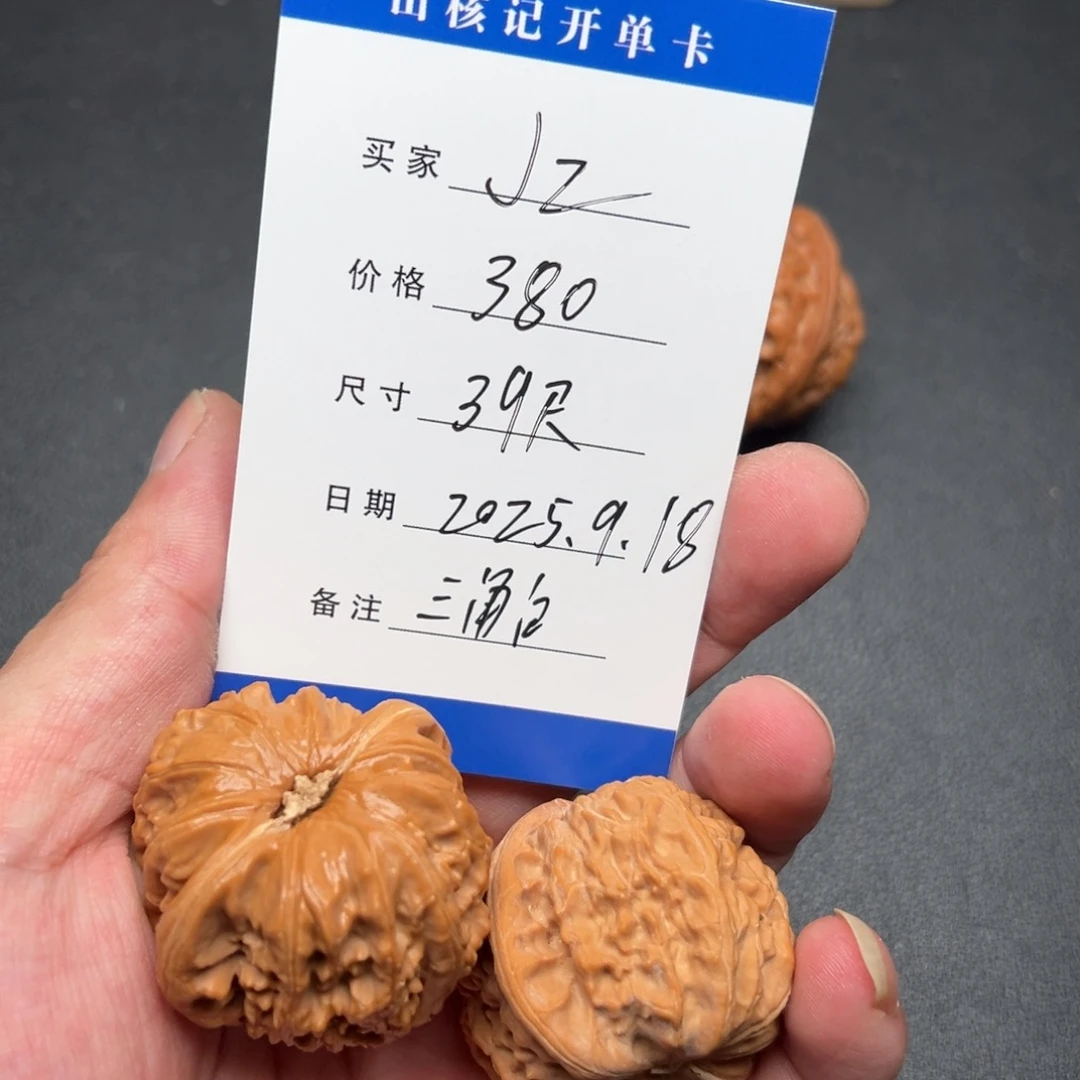 山核记开单卡
买家 JZ
价格 380
尺寸 39尺
日期 2025.9.18
备注 三角白